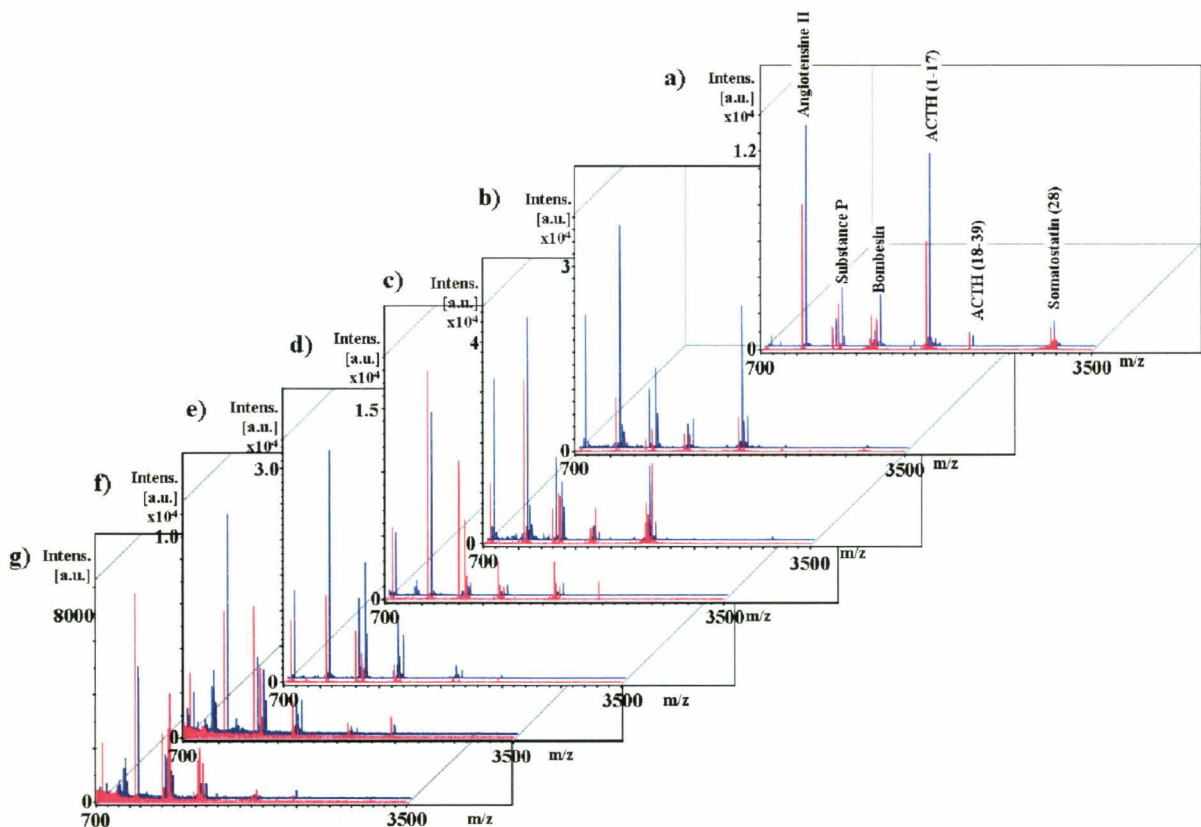 a)
Intens.
[a.u.]
x10⁴
1.2
0
700
3500
m/z
Angiotensine II
Substance P
Bombesin
ACTH (1-17)
ACTH (18-39)
Somatostatin (28)
b)
Intens.
[a.u.]
x10⁴
3
0
700
3500
m/z
c)
Intens.
[a.u.]
x10⁴
4
0
700
3500
m/z
d)
Intens.
[a.u.]
x10⁴
1.5
0
700
3500
m/z
e)
Intens.
[a.u.]
x10⁴
3.0
0
700
3500
m/z
f)
Intens.
[a.u.]
x10⁴
1.0
0
700
3500
m/z
g)
Intens.
[a.u.]
8000
0
700
3500
m/z